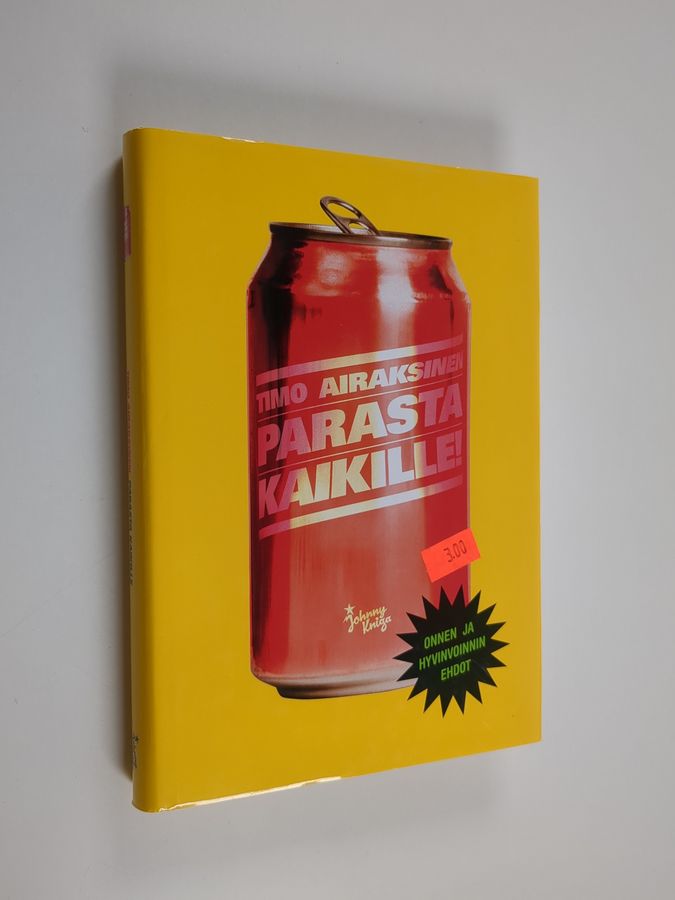 TIMO AIRAKSINEN
PARASTA
KAIKILLE!
3.00
Johnny
Kniga
ONNEN JA
HYVINVOINNIN
EHDOT